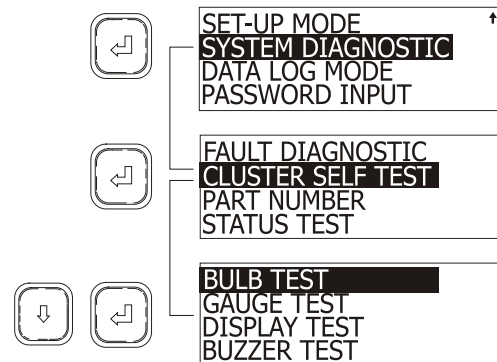 SET-UP MODE
SYSTEM DIAGNOSTIC
DATA LOG MODE
PASSWORD INPUT
FAULT DIAGNOSTIC
CLUSTER SELF TEST
PART NUMBER
STATUS TEST
BULB TEST
GAUGE TEST
DISPLAY TEST
BUZZER TEST